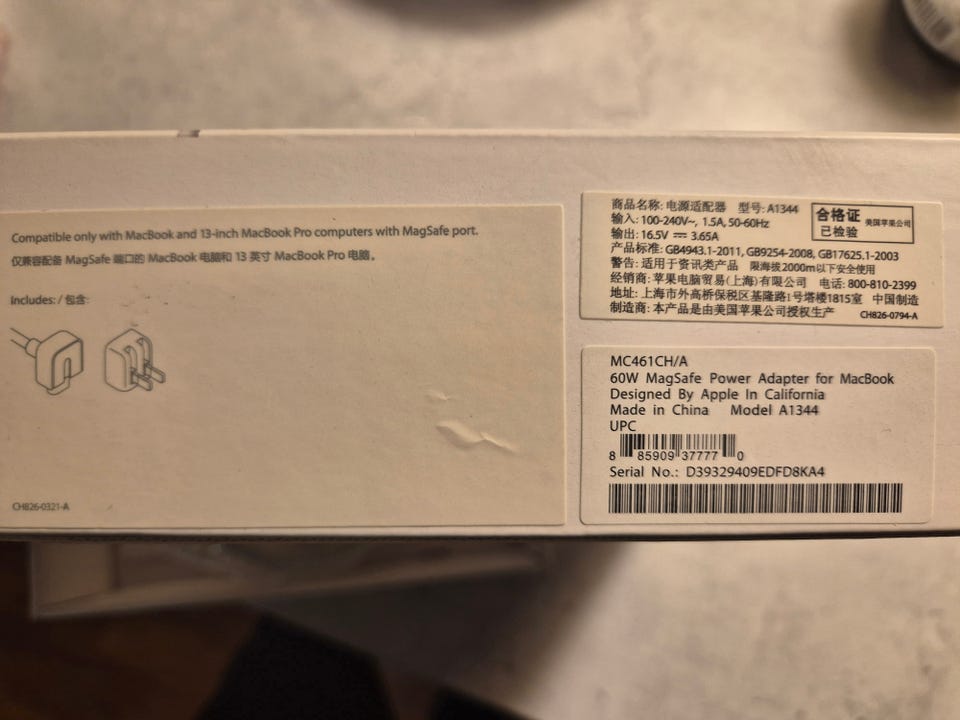 Compatible only with MacBook and 13-inch MacBook Pro computers with MagSafe port.
仅兼容配备 MagSafe 端口的 MacBook 电脑和 13 英寸 MacBook Pro 电脑。
Includes: / 包含:
CH826-0321-A
商品名称: 电源适配器 型号: A1344
输入: 100-240V~, 1.5A, 50-60Hz
输出: 16.5V ⎓ 3.65A
产品标准: GB4943.1-2011, GB9254-2008, GB17625.1-2003
警告: 适用于资讯类产品 限海拔2000m以下安全使用
经销商: 苹果电脑贸易(上海)有限公司 电话: 800-810-2399
地址: 上海市外高桥保税区基隆路1号塔楼1815室 中国制造
制造商: 本产品是由美国苹果公司授权生产 CH826-0794-A
合格证
已检验
美国苹果公司
MC461CH/A
60W MagSafe Power Adapter for MacBook
Designed By Apple In California
Made in China Model A1344
UPC
8 85909 37777 0
Serial No.: D39329409EDFD8KA4